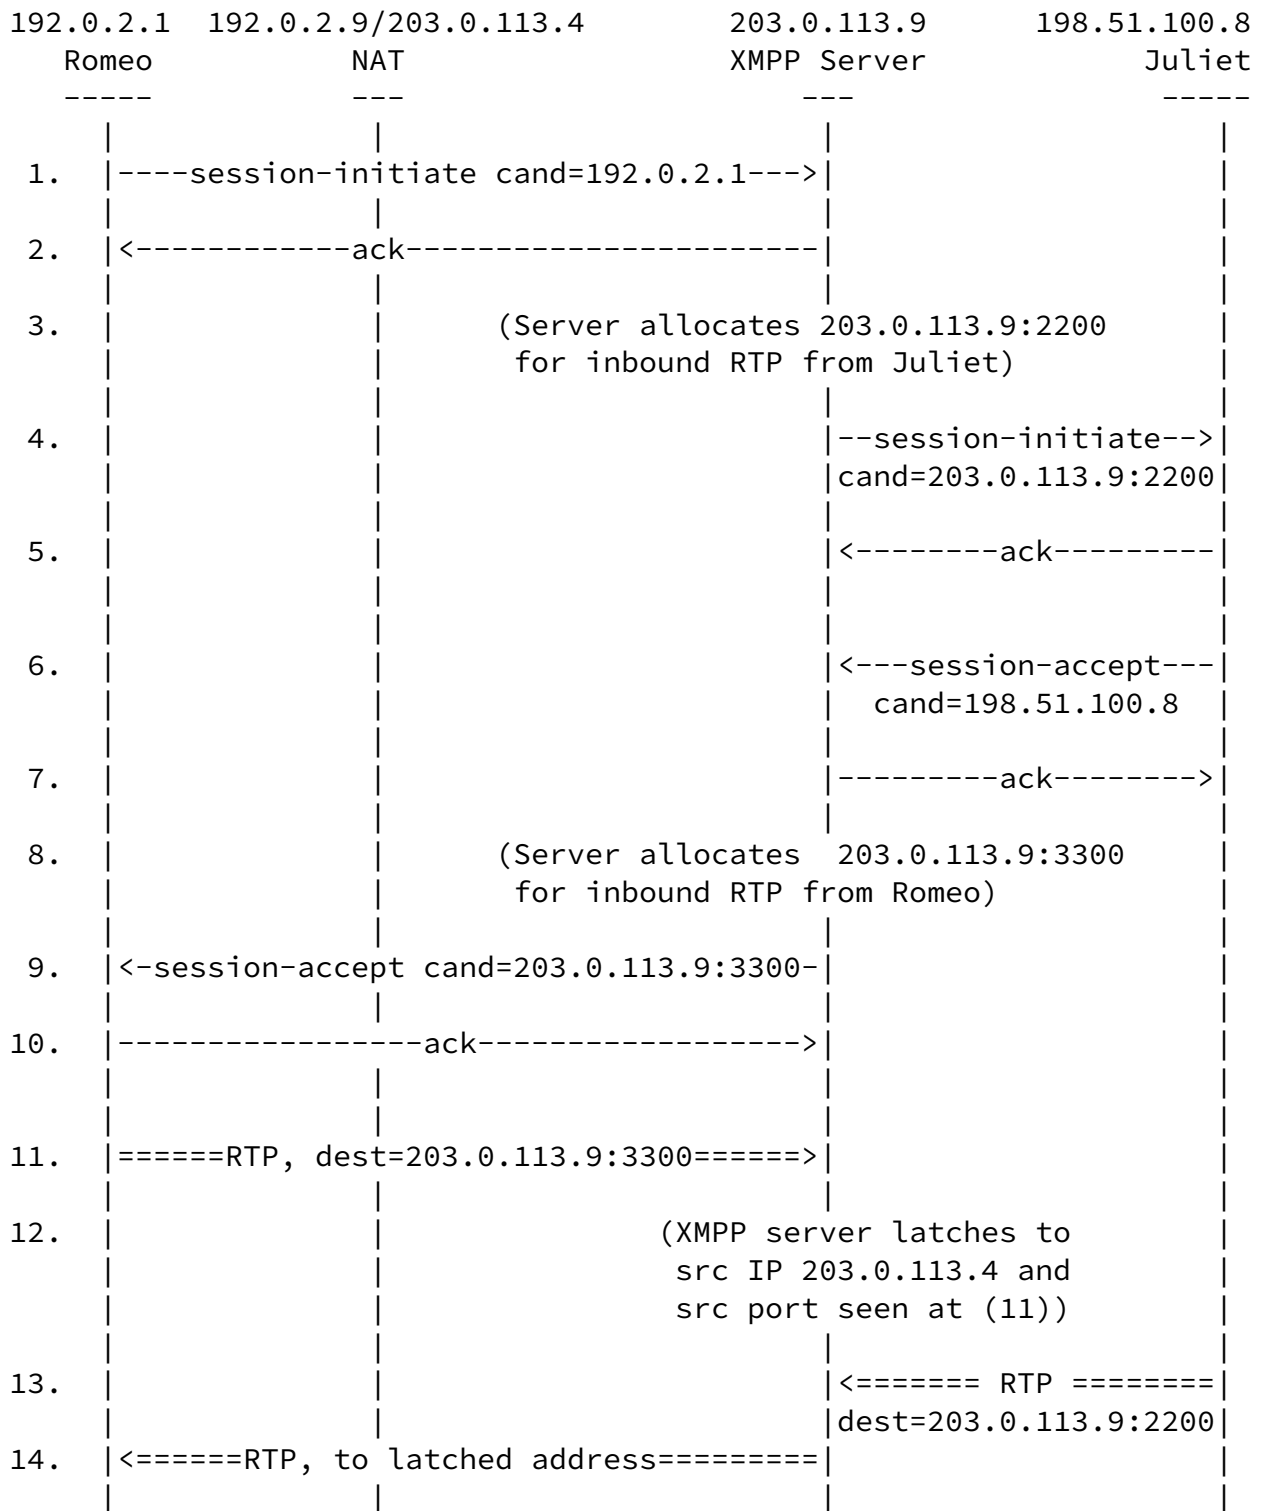 192.0.2.1  192.0.2.9/203.0.113.4        203.0.113.9      198.51.100.8
   Romeo           NAT                  XMPP Server            Juliet
   -----           ---                      ---                 -----
     |              |                        |                     |
1.   |----session-initiate cand=192.0.2.1--->|                     |
     |              |                        |                     |
2.   |<------------ack-----------------------|                     |
     |              |                        |                     |
3.   |              |      (Server allocates 203.0.113.9:2200      |
     |              |       for inbound RTP from Juliet)           |
     |              |                        |                     |
4.   |              |                        |--session-initiate-->|
     |              |                        |cand=203.0.113.9:2200|
     |              |                        |                     |
5.   |              |                        |<--------ack---------|
     |              |                        |                     |
     |              |                        |                     |
6.   |              |                        |<---session-accept---|
     |              |                        |  cand=198.51.100.8  |
     |              |                        |                     |
7.   |              |                        |---------ack-------->|
     |              |                        |                     |
8.   |              |      (Server allocates  203.0.113.9:3300     |
     |              |       for inbound RTP from Romeo)            |
     |              |                        |                     |
9.   |<-session-accept cand=203.0.113.9:3300-|                     |
     |              |                        |                     |
10.  |-----------------ack------------------>|                     |
     |              |                        |                     |
     |              |                        |                     |
11.  |======RTP, dest=203.0.113.9:3300======>|                     |
     |              |                        |                     |
12.  |              |               (XMPP server latches to        |
     |              |                src IP 203.0.113.4 and        |
     |              |                src port seen at (11))        |
     |              |                        |                     |
13.  |              |                        |<======= RTP ========|
     |              |                        |dest=203.0.113.9:2200|
14.  |<======RTP, to latched address=========|                     |
     |              |                        |                     |